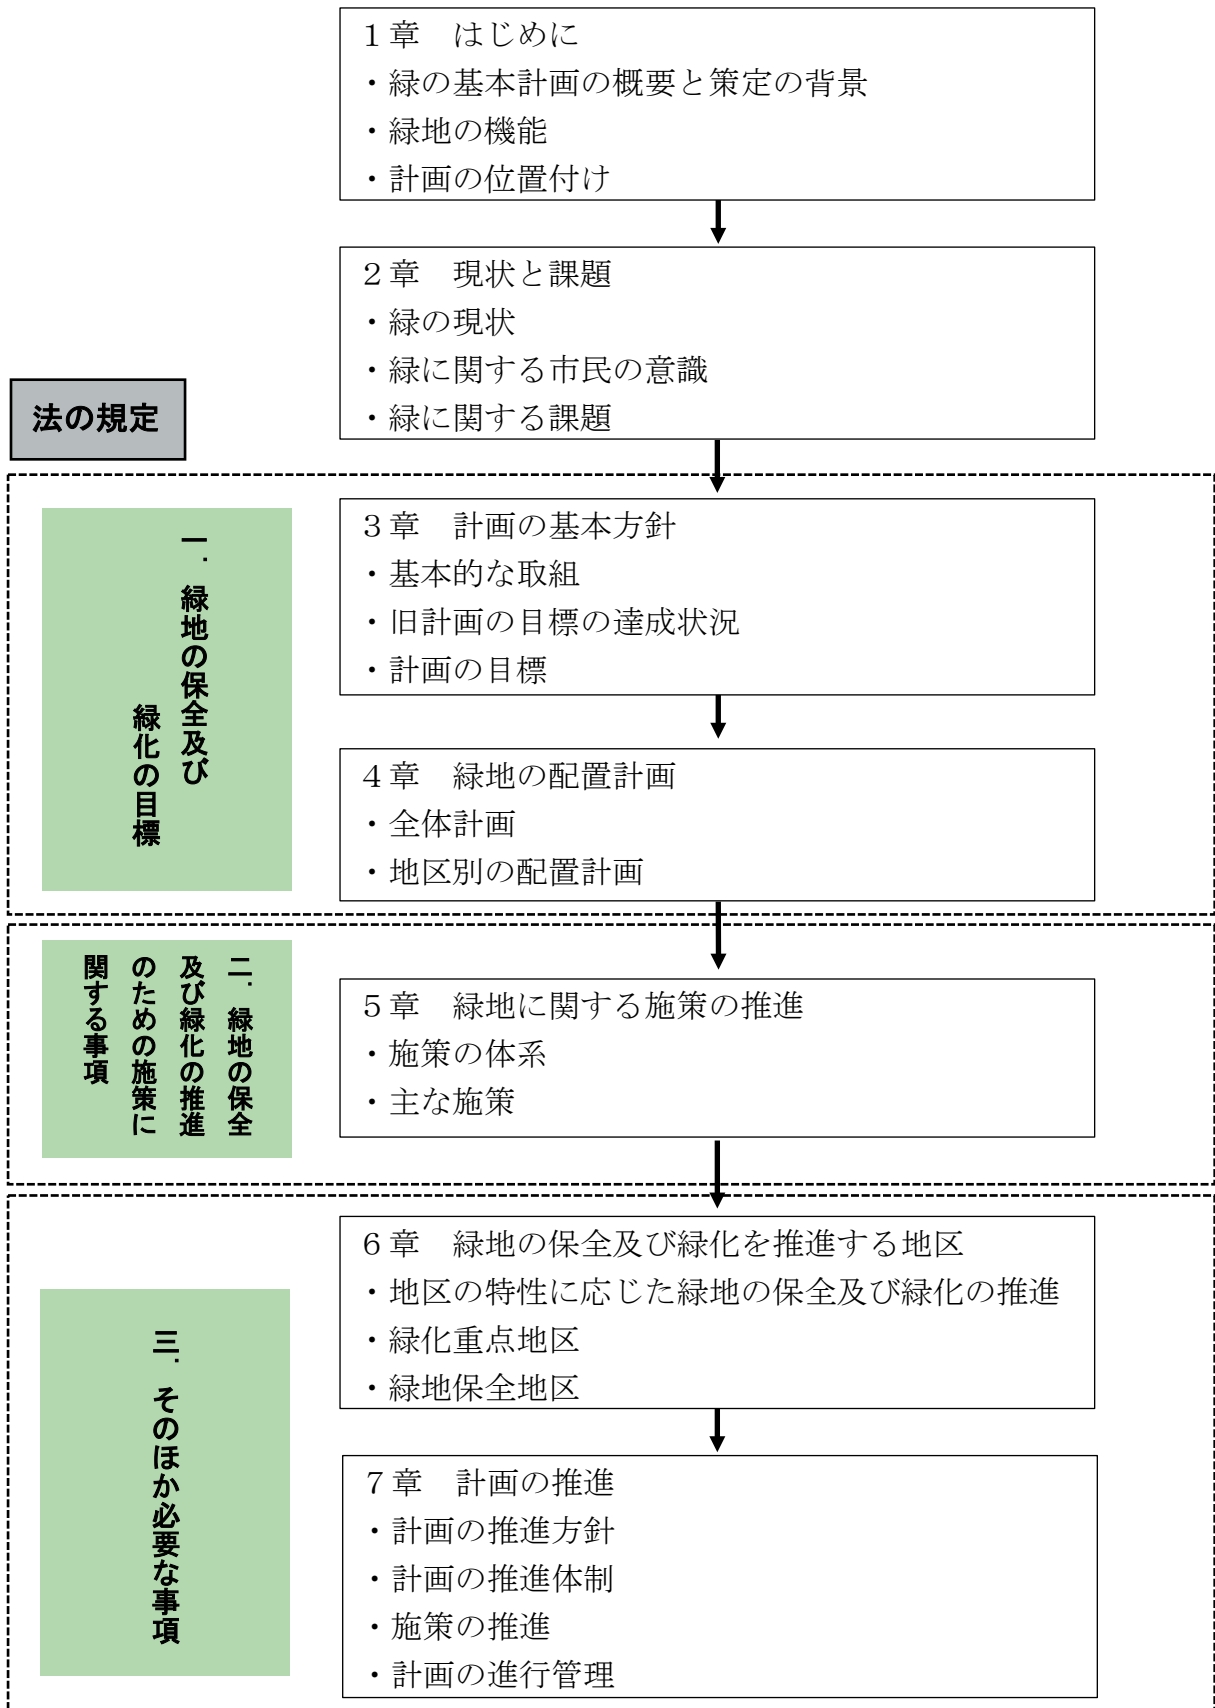 １章　はじめに
・緑の基本計画の概要と策定の背景
・緑地の機能
・計画の位置付け
２章　現状と課題
・緑の現状
・緑に関する市民の意識
・緑に関する課題
法の規定
一．緑地の保全及び
緑化の目標
３章　計画の基本方針
・基本的な取組
・旧計画の目標の達成状況
・計画の目標
４章　緑地の配置計画
・全体計画
・地区別の配置計画
二．緑地の保全
及び緑化の推進
のための施策に
関する事項
５章　緑地に関する施策の推進
・施策の体系
・主な施策
三．そのほか必要な事項
６章　緑地の保全及び緑化を推進する地区
・地区の特性に応じた緑地の保全及び緑化の推進
・緑化重点地区
・緑地保全地区
７章　計画の推進
・計画の推進方針
・計画の推進体制
・施策の推進
・計画の進行管理